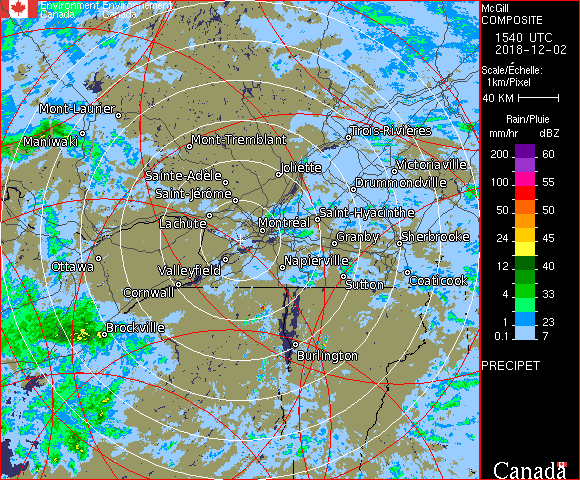 Environment Environnement
Canada Canada
McGill
COMPOSITE
1540 UTC
2018-12-02
Scale/Échelle:
1km/Pixel
40 KM
Rain/Pluie
mm/hr dBZ
200 60
100 55
50 50
24 45
12 40
4 33
1 23
0.1 7
PRECIPET
Canada
Mont-Laurier
Maniwaki
Mont-Tremblant
Trois-Rivières
Joliette
Victoriaville
Sainte-Adèle
Drummondville
Saint-Jérôme
Saint-Hyacinthe
Lachute
Montréal
Granby
Sherbrooke
Ottawa
Valleyfield
Napierville
Cornwall
Sutton
Coaticook
Brockville
Burlington